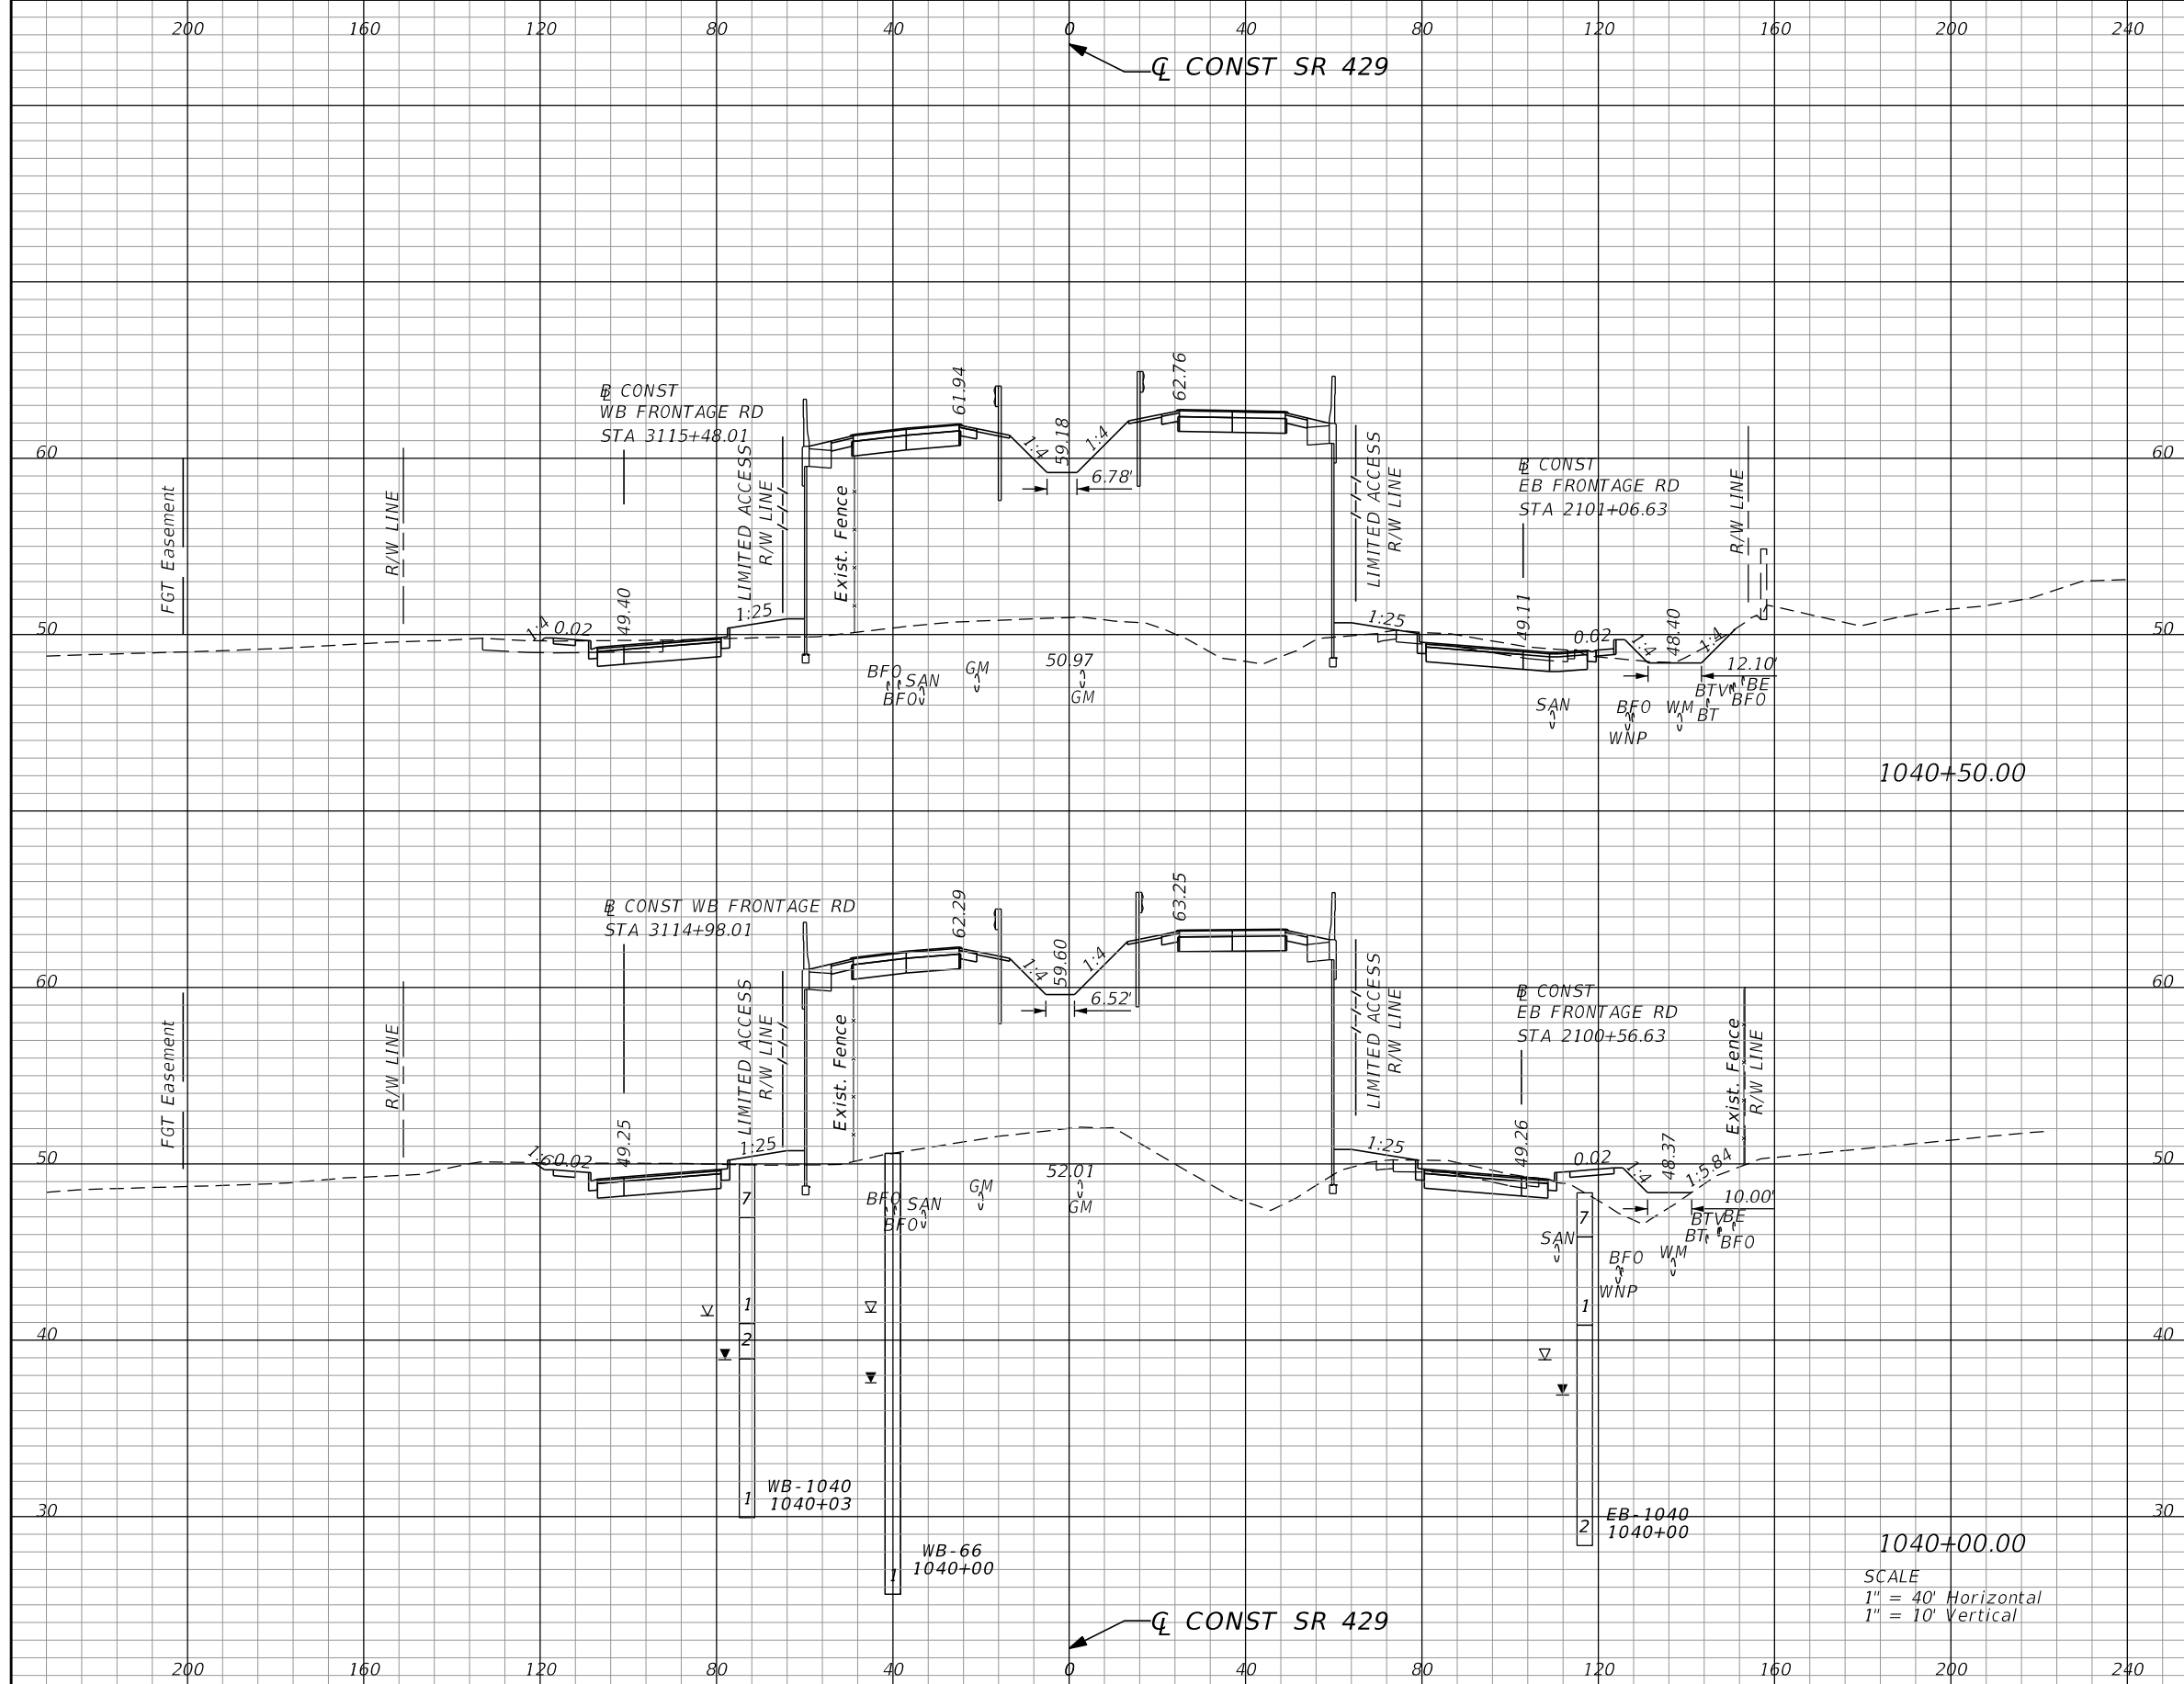 200 160 120 80 40 0 40 80 120 160 200 240
℄ CONST SR 429
B̵L CONST
WB FRONTAGE RD
STA 3115+48.01
61.94
62.76
59.18
1:4
1:4
6.78'
60
60
FGT Easement
R/W LINE
LIMITED ACCESS
R/W LINE
Exist. Fence
LIMITED ACCESS
R/W LINE
BL CONST
EB FRONTAGE RD
STA 2101+06.63
R/W LINE
50
50
1:4
0.02
49.40
1:25
1:25
49.11
0.02
1:4
48.40
1:4
12.10'
BFO
SAN
BFO
GM
50.97
GM
SAN
BFO
WNP
WM
BTV
BT
BE
BFO
1040+50.00
BL CONST WB FRONTAGE RD
STA 3114+98.01
62.29
63.25
59.60
1:4
1:4
6.52'
60
60
FGT Easement
R/W LINE
LIMITED ACCESS
R/W LINE
Exist. Fence
LIMITED ACCESS
R/W LINE
BL CONST
EB FRONTAGE RD
STA 2100+56.63
Exist. Fence
R/W LINE
50
50
1:6
0.02
49.25
1:25
1:25
49.26
0.02
1:4
48.37
1:5.84
10.00'
BFO
SAN
BFO
GM
52.01
GM
SAN
BFO
WNP
WM
BTV
BE
BT
BFO
7
1
2
1
7
1
2
40
40
30
30
WB-1040
1040+03
WB-66
1040+00
1
EB-1040
1040+00
1040+00.00
SCALE
1" = 40' Horizontal
1" = 10' Vertical
℄ CONST SR 429
200 160 120 80 40 0 40 80 120 160 200 240